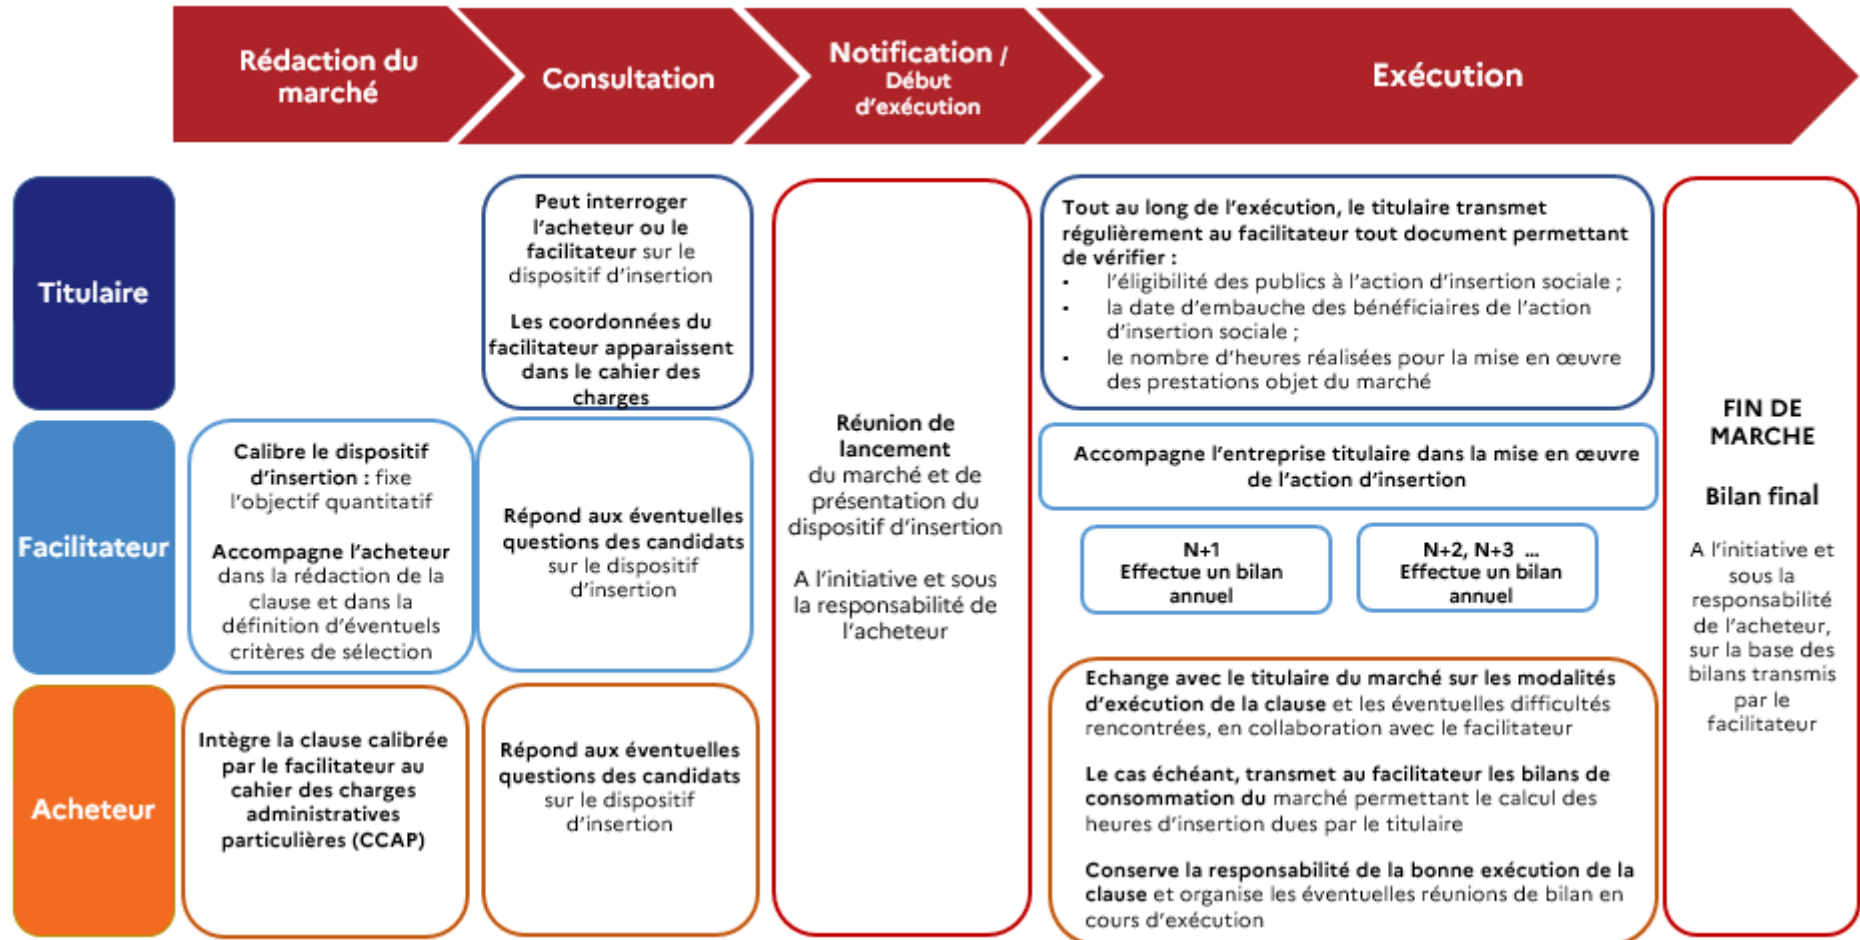 Rédaction du
marché
Consultation
Notification /
Début
d'exécution
Exécution
Titulaire
Peut interroger
l'acheteur ou le
facilitateur sur le
dispositif d'insertion
Les coordonnées du
facilitateur apparaissent
dans le cahier des
charges
Tout au long de l'exécution, le titulaire transmet
régulièrement au facilitateur tout document permettant
de vérifier :
▪ l'éligibilité des publics à l'action d'insertion sociale ;
▪ la date d'embauche des bénéficiaires de l'action
d'insertion sociale ;
▪ le nombre d'heures réalisées pour la mise en œuvre
des prestations objet du marché
Facilitateur
Calibre le dispositif
d'insertion : fixe
l'objectif quantitatif
Accompagne l'acheteur
dans la rédaction de la
clause et dans la
définition d'éventuels
critères de sélection
Répond aux éventuelles
questions des candidats
sur le dispositif
d'insertion
Réunion de
lancement
du marché et de
présentation du
dispositif d'insertion
A l'initiative et sous
la responsabilité de
l'acheteur
Accompagne l'entreprise titulaire dans la mise en œuvre
de l'action d'insertion
N+1
Effectue un bilan
annuel
N+2, N+3 ...
Effectue un bilan
annuel
Acheteur
Intègre la clause calibrée
par le facilitateur au
cahier des charges
administratives
particulières (CCAP)
Répond aux éventuelles
questions des candidats
sur le dispositif
d'insertion
Echange avec le titulaire du marché sur les modalités
d'exécution de la clause et les éventuelles difficultés
rencontrées, en collaboration avec le facilitateur
Le cas échéant, transmet au facilitateur les bilans de
consommation du marché permettant le calcul des
heures d'insertion dues par le titulaire
Conserve la responsabilité de la bonne exécution de la
clause et organise les éventuelles réunions de bilan en
cours d'exécution
FIN DE
MARCHE
Bilan final
A l'initiative et
sous la
responsabilité
de l'acheteur,
sur la base des
bilans transmis
par le
facilitateur